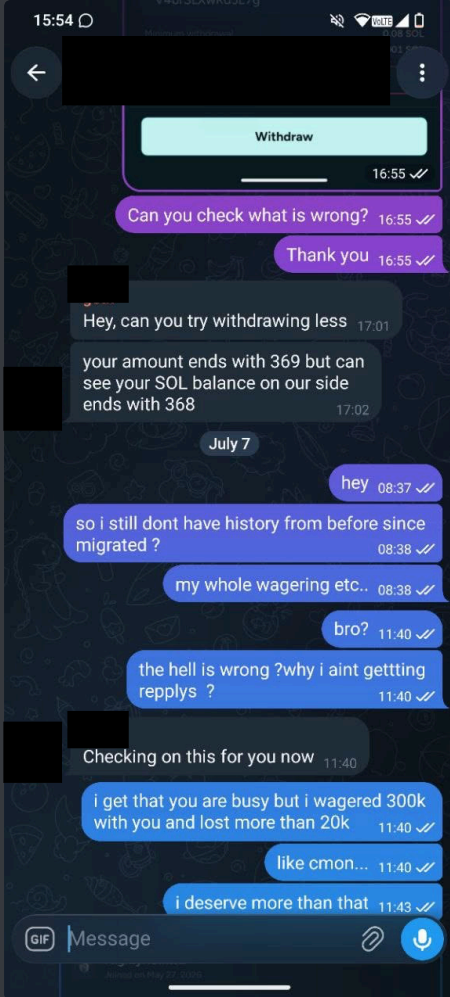 15:54
VoLTE
0.08 SOL
Withdraw
16:55
Can you check what is wrong? 16:55
Thank you 16:55
Hey, can you try withdrawing less 17:01
your amount ends with 369 but can
see your SOL balance on our side
ends with 368
17:02
July 7
hey 08:37
so i still dont have history from before since
migrated ?
08:38
my whole wagering etc.. 08:38
bro? 11:40
the hell is wrong ?why i aint gettting
repplys ?
11:40
Checking on this for you now 11:40
i get that you are busy but i wagered 300k
with you and lost more than 20k
11:40
like cmon... 11:40
i deserve more than that 11:43
GIF
Message